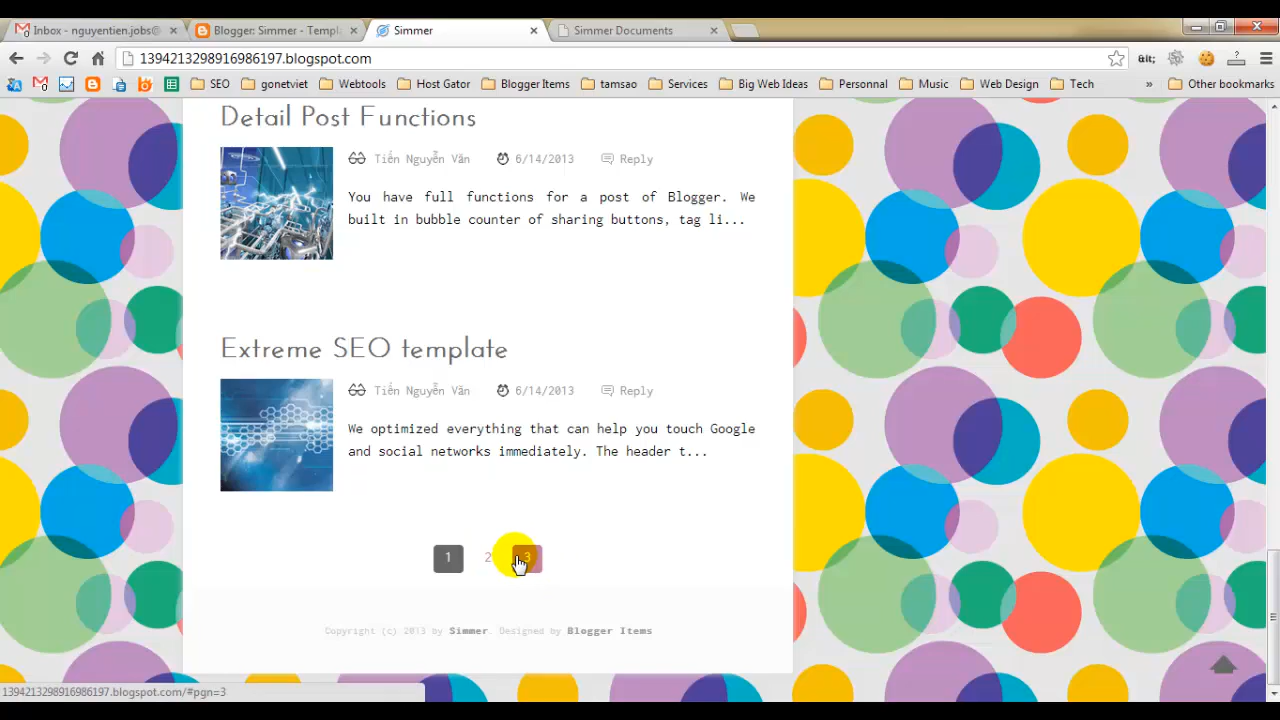 Inbox - nguyentien.jobs@
Blogger: Simmer - Templ
Simmer
Simmer Documents
1394213298916986197.blogspot.com
&lt;
SEO
gonetviet
Webtools
Host Gator
Blogger Items
tamsao
Services
Big Web Ideas
Personnal
Music
Web Design
Tech
»
Other bookmarks
Detail Post Functions
Tiến Nguyễn Văn 6/14/2013 Reply
You have full functions for a post of Blogger. We
built in bubble counter of sharing buttons, tag li...
Extreme SEO template
Tiến Nguyễn Văn 6/14/2013 Reply
We optimized everything that can help you touch Google
and social networks immediately. The header t...
1 2 3
Copyright (c) 2013 by Simmer. Designed by Blogger Items
1394213298916986197.blogspot.com/#pgn=3